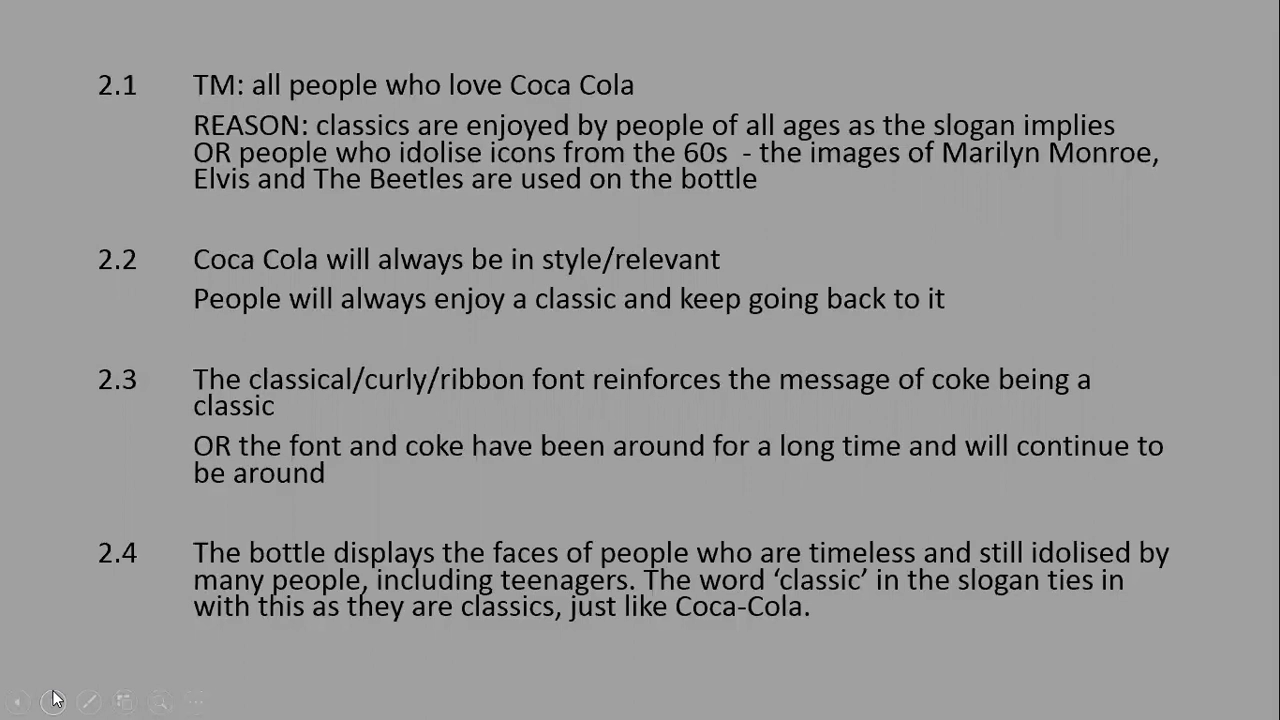 2.1 TM: all people who love Coca Cola
REASON: classics are enjoyed by people of all ages as the slogan implies
OR people who idolise icons from the 60s - the images of Marilyn Monroe,
Elvis and The Beetles are used on the bottle
2.2 Coca Cola will always be in style/relevant
People will always enjoy a classic and keep going back to it
2.3 The classical/curly/ribbon font reinforces the message of coke being a
classic
OR the font and coke have been around for a long time and will continue to
be around
2.4 The bottle displays the faces of people who are timeless and still idolised by
many people, including teenagers. The word ‘classic’ in the slogan ties in
with this as they are classics, just like Coca-Cola.